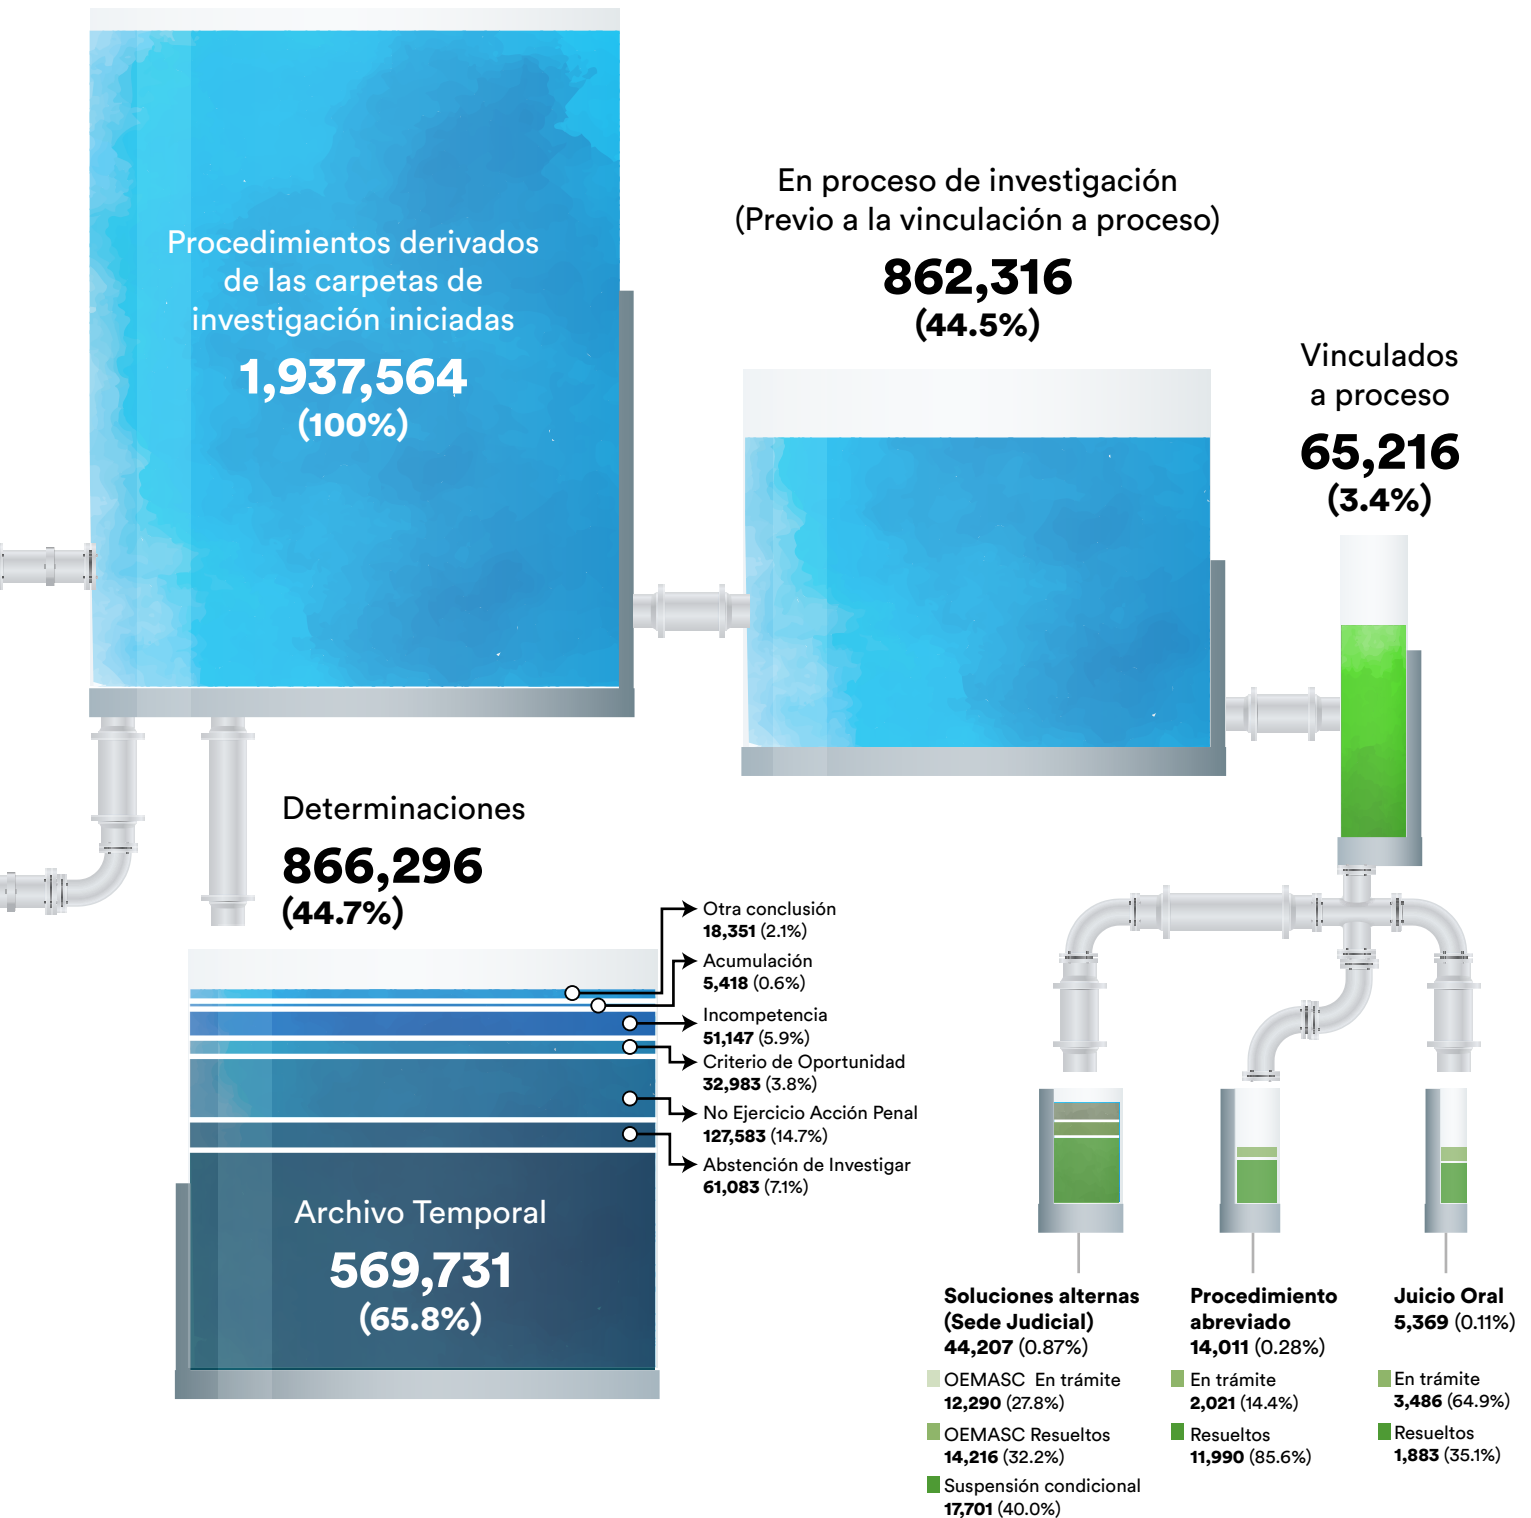 Procedimientos derivados
de las carpetas de
investigación iniciadas
1,937,564
(100%)
En proceso de investigación
(Previo a la vinculación a proceso)
862,316
(44.5%)
Vinculados
a proceso
65,216
(3.4%)
Determinaciones
866,296
(44.7%)
Otra conclusión
18,351 (2.1%)
Acumulación
5,418 (0.6%)
Incompetencia
51,147 (5.9%)
Criterio de Oportunidad
32,983 (3.8%)
No Ejercicio Acción Penal
127,583 (14.7%)
Abstención de Investigar
61,083 (7.1%)
Archivo Temporal
569,731
(65.8%)
Soluciones alternas
(Sede Judicial)
44,207 (0.87%)
OEMASC En trámite
12,290 (27.8%)
OEMASC Resueltos
14,216 (32.2%)
Suspensión condicional
17,701 (40.0%)
Procedimiento
abreviado
14,011 (0.28%)
En trámite
2,021 (14.4%)
Resueltos
11,990 (85.6%)
Juicio Oral
5,369 (0.11%)
En trámite
3,486 (64.9%)
Resueltos
1,883 (35.1%)